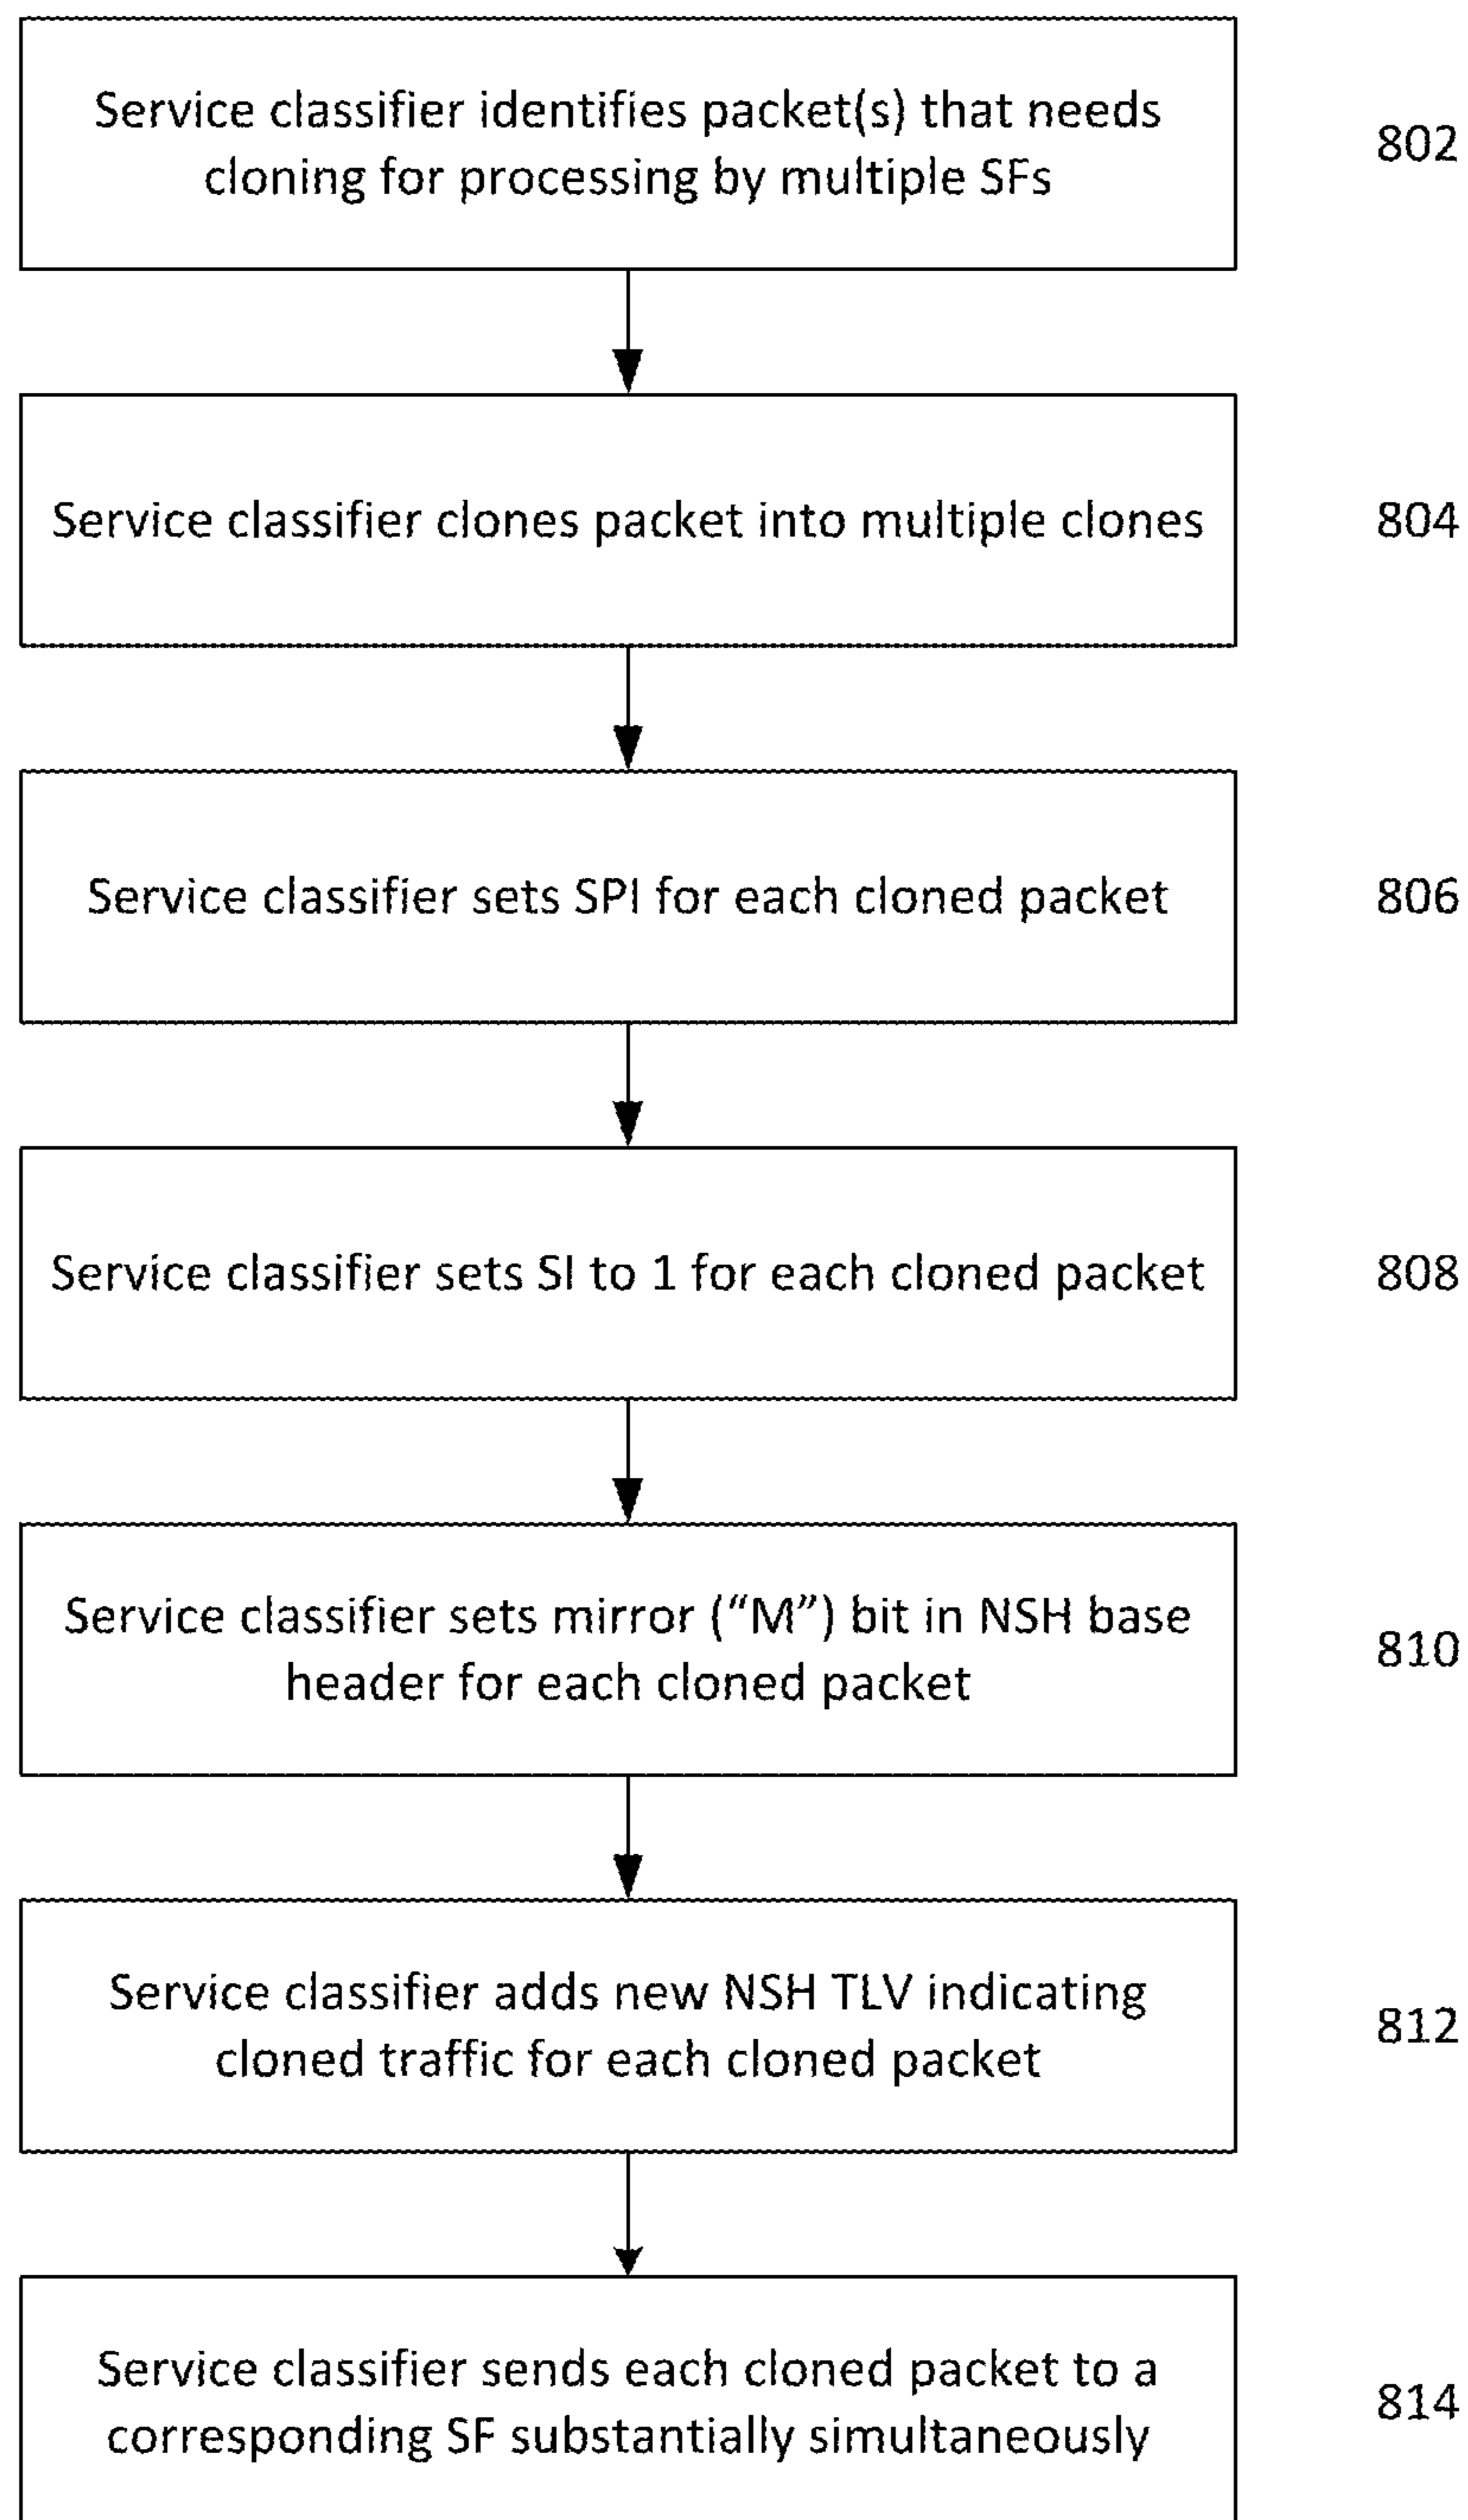 Service classifier identifies packet(s) that needs
cloning for processing by multiple SFs
802
Service classifier clones packet into multiple clones
804
Service classifier sets SPI for each cloned packet
806
Service classifier sets SI to 1 for each cloned packet
808
Service classifier sets mirror (“M”) bit in NSH base
header for each cloned packet
810
Service classifier adds new NSH TLV indicating
cloned traffic for each cloned packet
812
Service classifier sends each cloned packet to a
corresponding SF substantially simultaneously
814